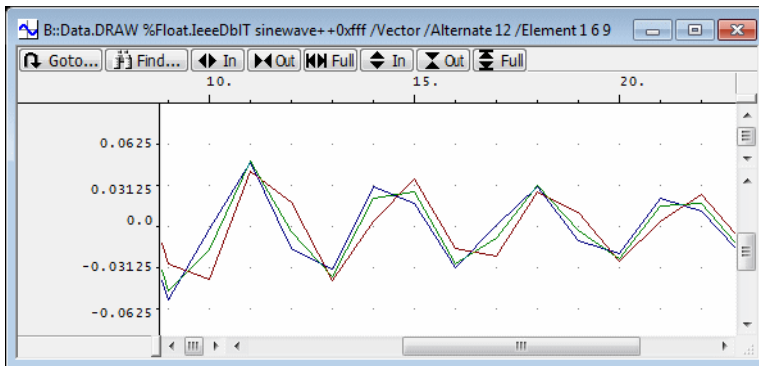 B::Data.DRAW %Float.IeeeDblT sinewave++0xfff /Vector /Alternate 12 /Element 1 6 9
Goto... Find... In Out Full In Out Full
10. 15. 20.
0.0625
0.03125
0.0
-0.03125
-0.0625